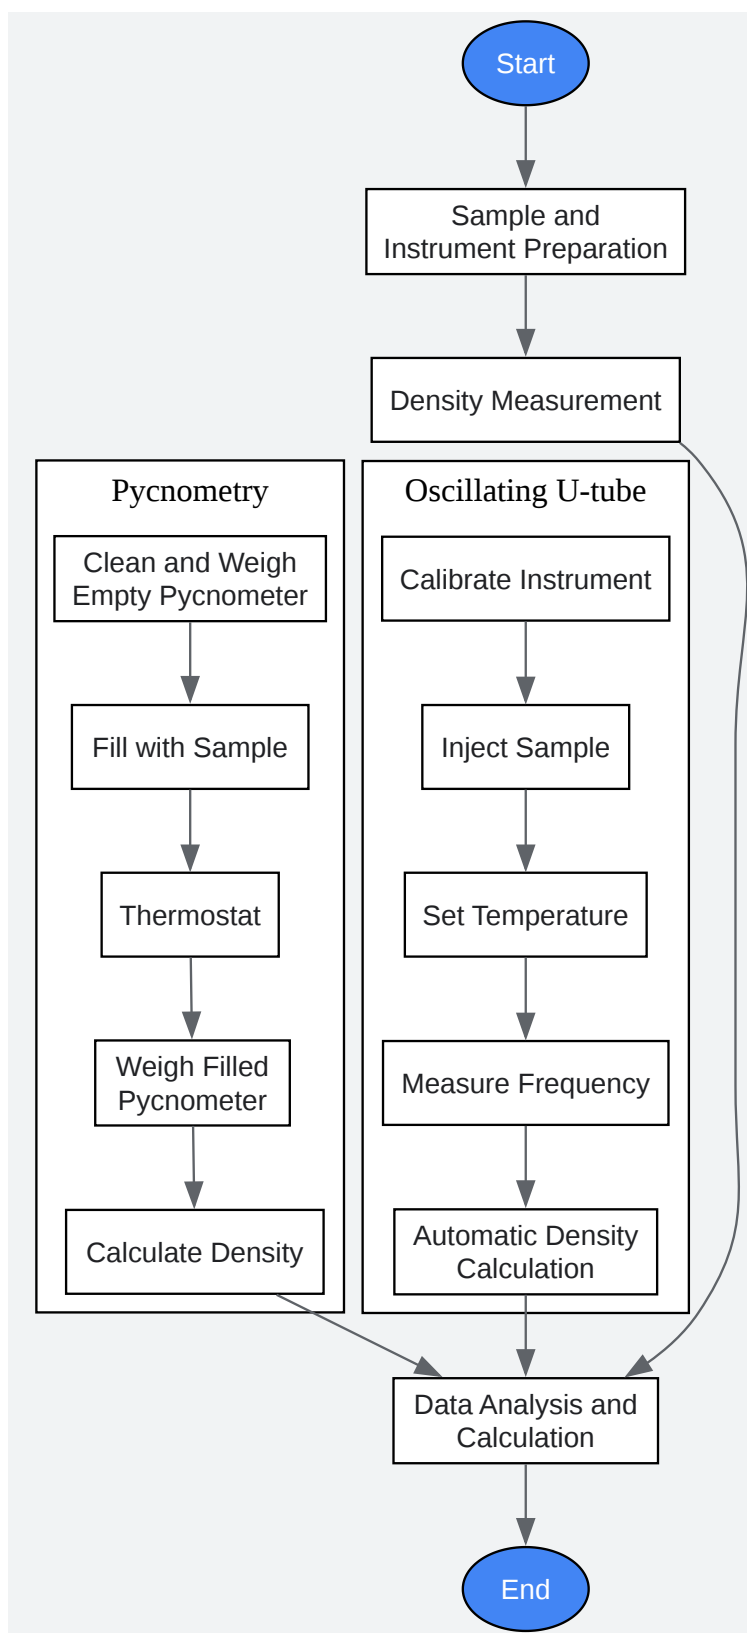 Start
Sample and
Instrument Preparation
Density Measurement
Pycnometry
Clean and Weigh
Empty Pycnometer
Fill with Sample
Thermostat
Weigh Filled
Pycnometer
Calculate Density
Oscillating U-tube
Calibrate Instrument
Inject Sample
Set Temperature
Measure Frequency
Automatic Density
Calculation
Data Analysis and
Calculation
End